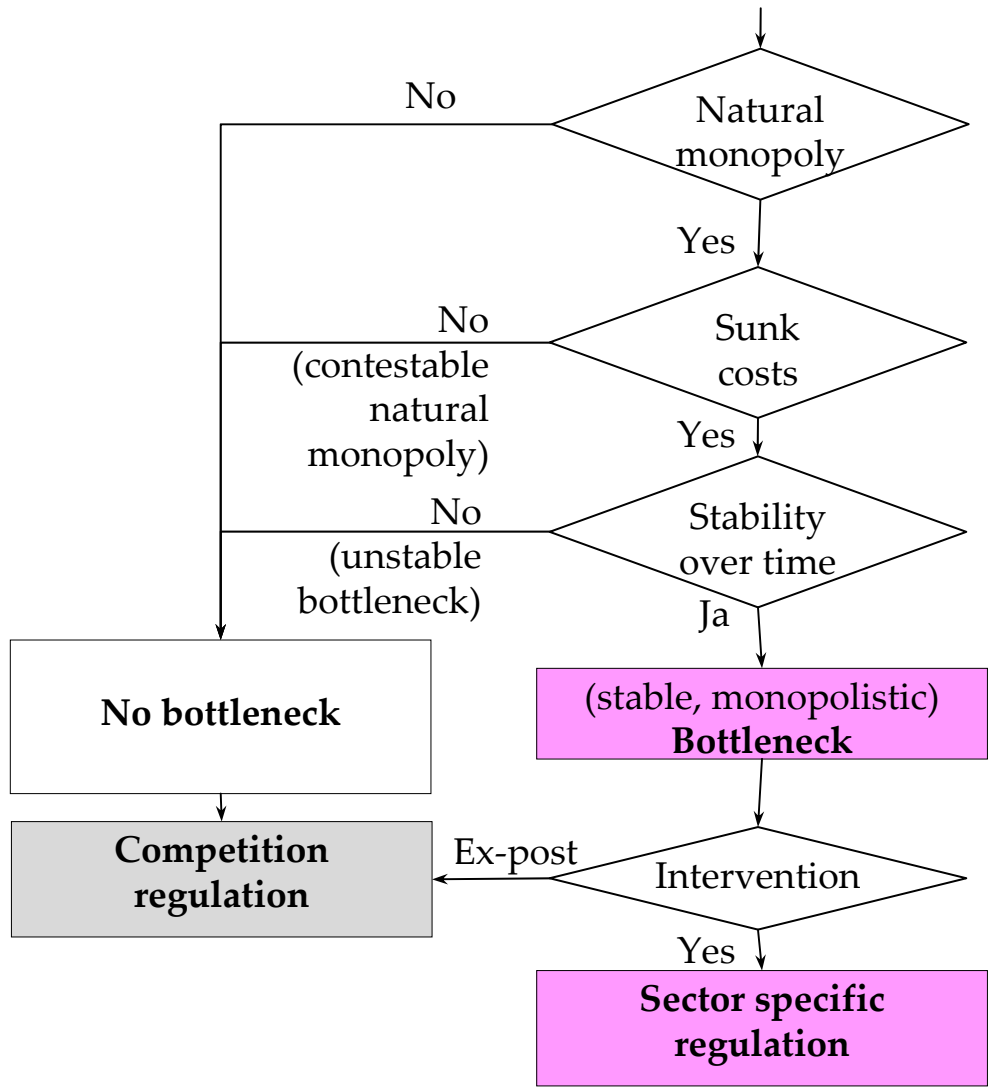 No
Natural
monopoly
Yes
No
(contestable
natural
monopoly)
Sunk
costs
Yes
No
(unstable
bottleneck)
Stability
over time
Ja
No bottleneck
(stable, monopolistic)
Bottleneck
Competition
regulation
Ex-post
Intervention
Yes
Sector specific
regulation